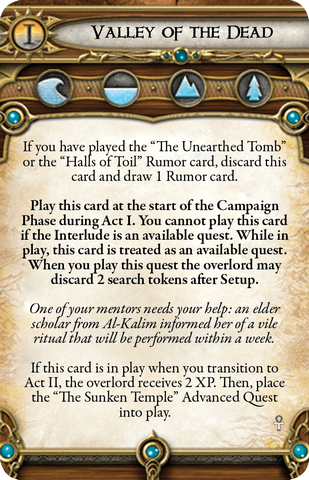 I
Valley of the Dead
If you have played the “The Unearthed Tomb”
or the “Halls of Toil” Rumor card, discard this
card and draw 1 Rumor card.
Play this card at the start of the Campaign
Phase during Act I. You cannot play this card
if the Interlude is an available quest. While in
play, this card is treated as an available quest.
When you play this quest the overlord may
discard 2 search tokens after Setup.
One of your mentors needs your help: an elder
scholar from Al-Kalim informed her of a vile
ritual that will be performed within a week.
If this card is in play when you transition to
Act II, the overlord receives 2 XP. Then, place
the “The Sunken Temple” Advanced Quest
into play.